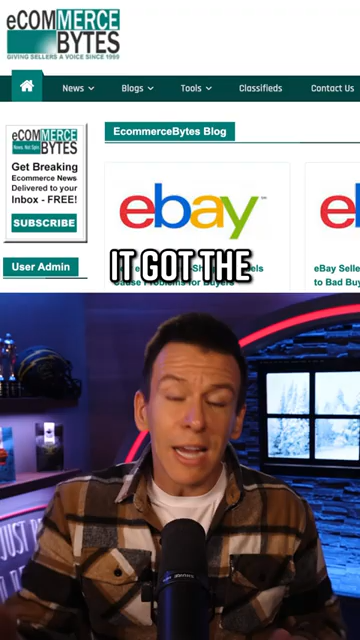 eCOMMERCE
BYTES
GIVING SELLERS A VOICE SINCE 1999
News Blogs Tools Classifieds Contact Us
eCOMMERCE
BYTES
EcommerceBytes Blog
Get Breaking
Ecommerce News
Delivered to your
Inbox - FREE!
SUBSCRIBE
ebay
User Admin
IT GOT THE
eBay Selle
to Bad Buy
Cause Problems for Buyers
JUST